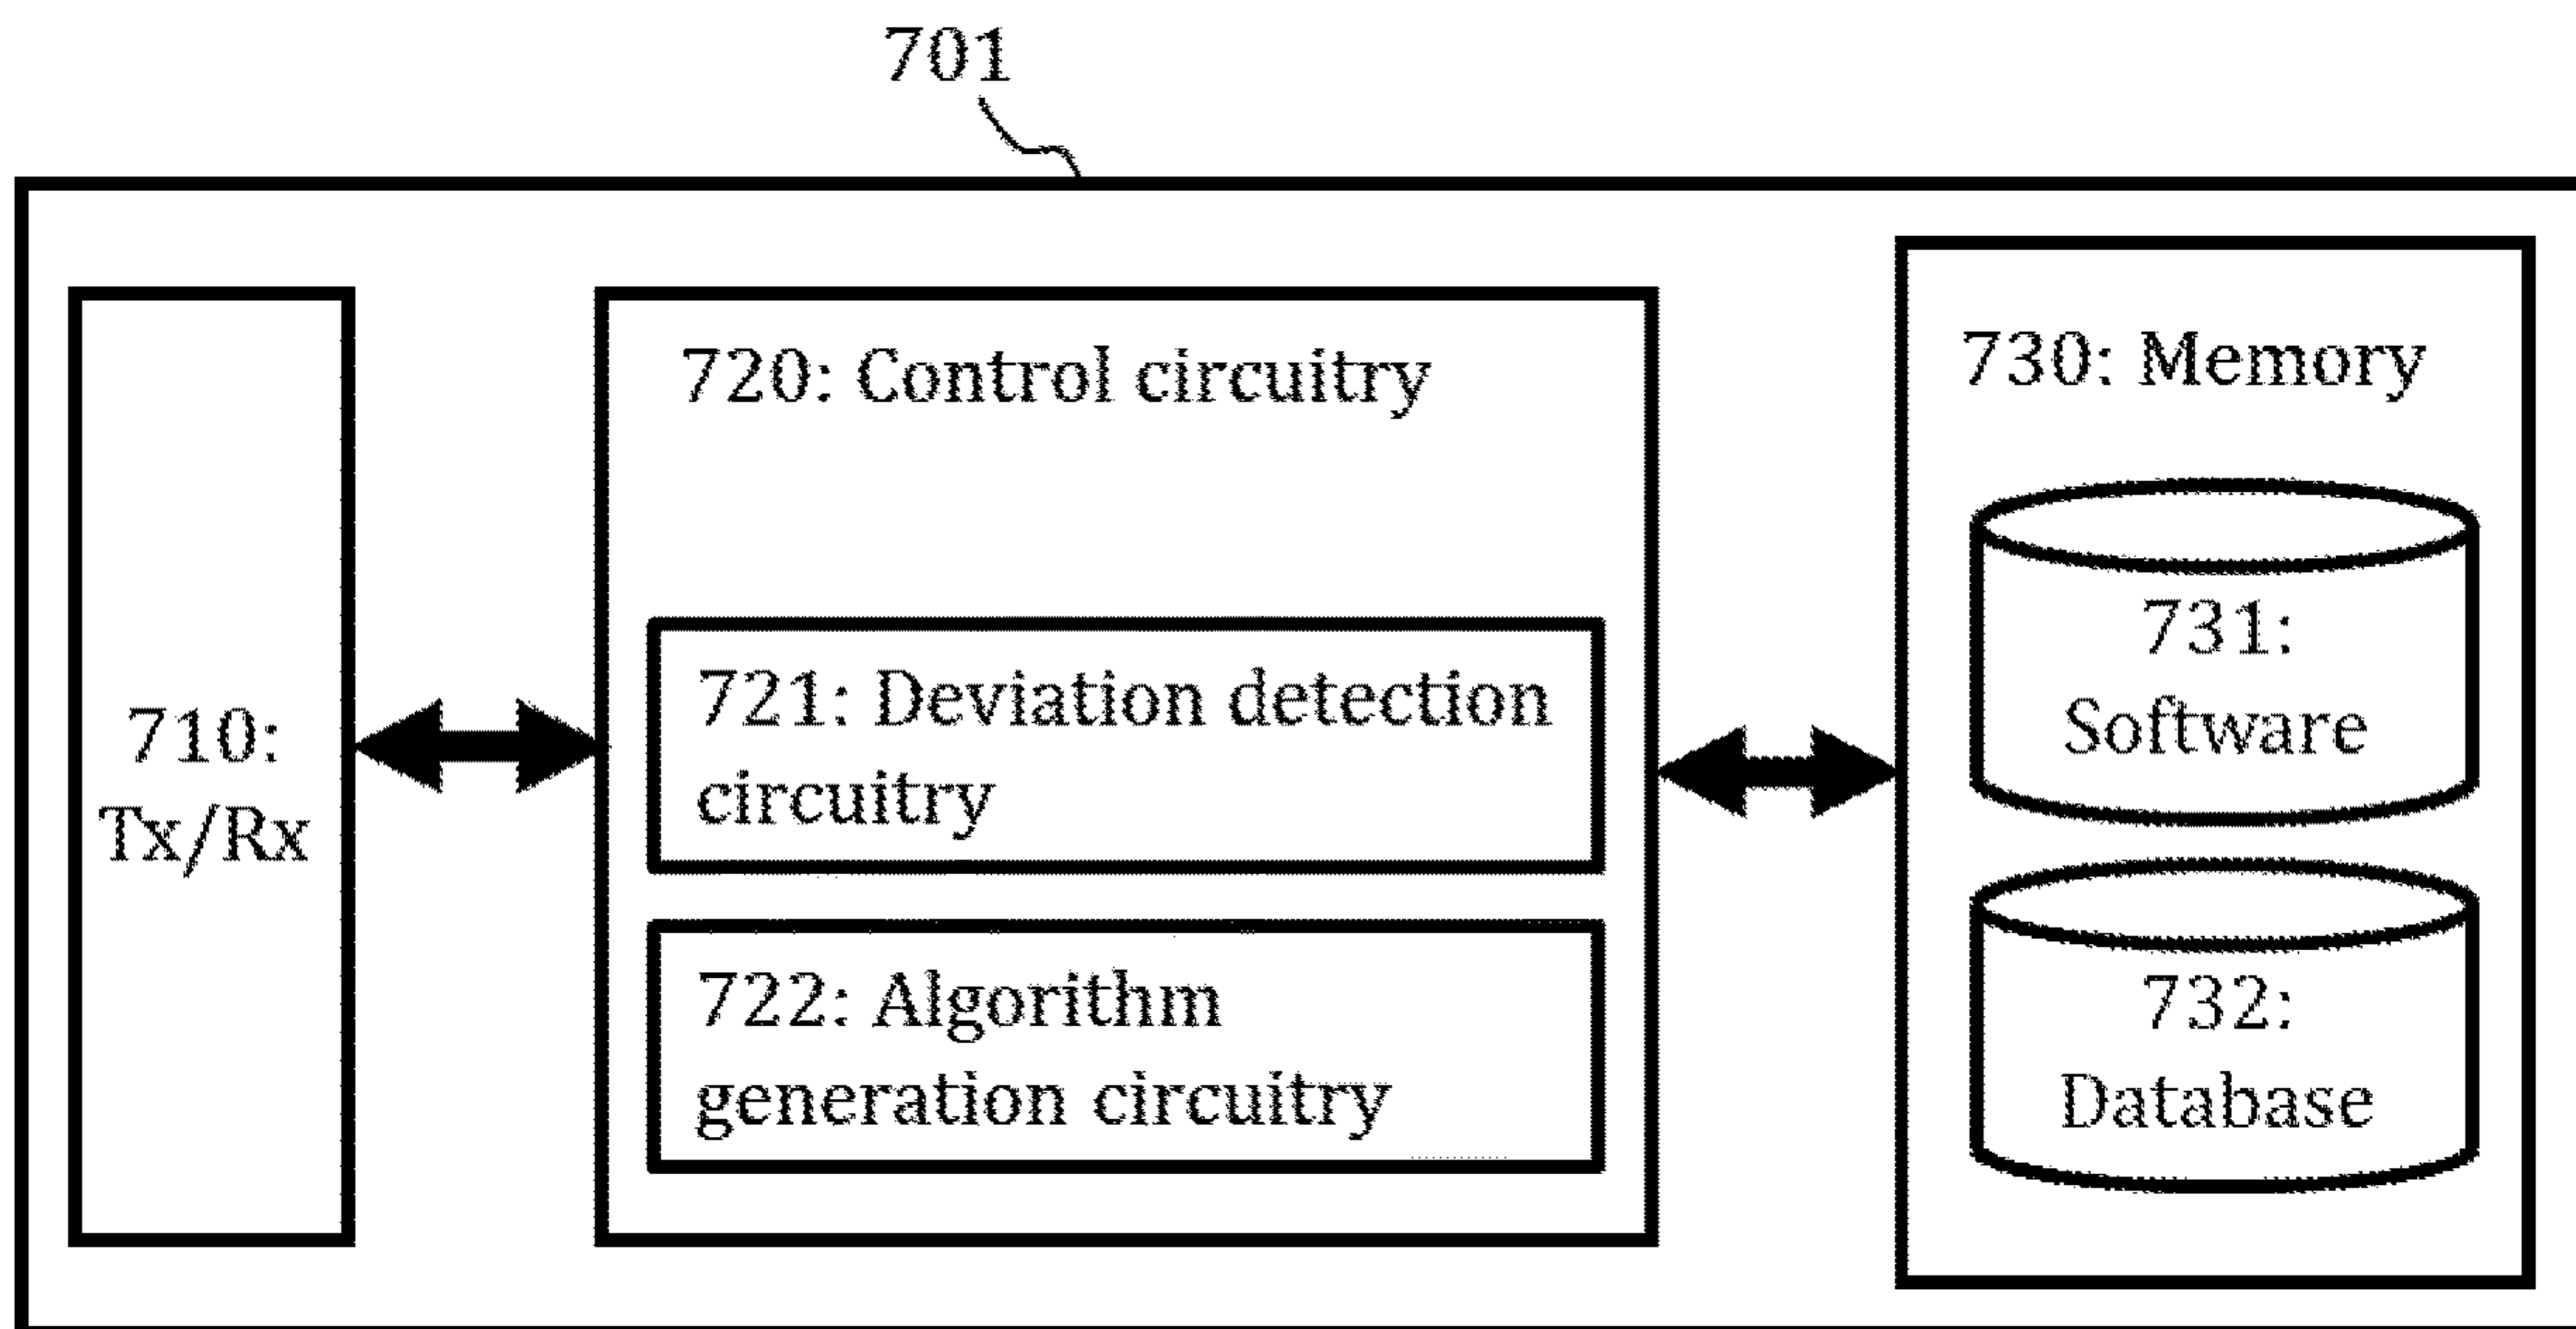 701
710:
Tx/Rx
720: Control circuitry
721: Deviation detection
circuitry
722: Algorithm
generation circuitry
730: Memory
731:
Software
732:
Database